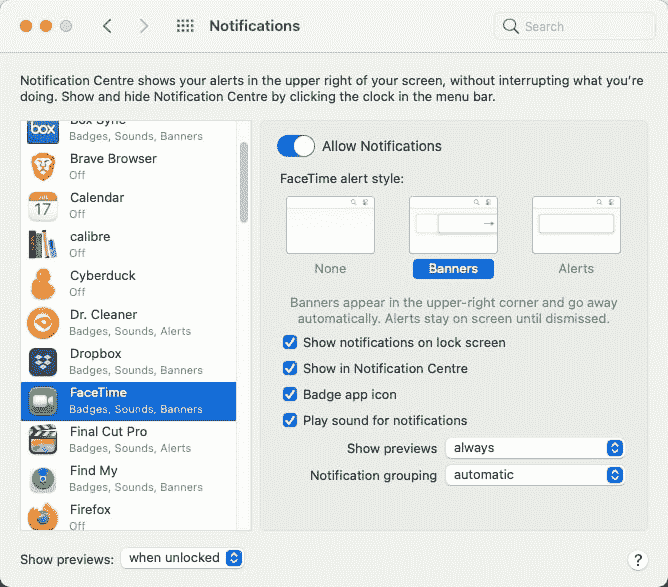 Notifications
Search
Notification Centre shows your alerts in the upper right of your screen, without interrupting what you're
doing. Show and hide Notification Centre by clicking the clock in the menu bar.
box
Box Sync
Badges, Sounds, Banners
Brave Browser
Off
17
Calendar
Off
calibre
Off
Cyberduck
Off
Dr. Cleaner
Badges, Sounds, Alerts
Dropbox
Badges, Sounds, Banners
FaceTime
Badges, Sounds, Banners
Final Cut Pro
Badges, Sounds, Alerts
Find My
Badges, Sounds, Banners
Firefox
Off
Show previews: when unlocked
Allow Notifications
FaceTime alert style:
None
Banners
Alerts
Banners appear in the upper-right corner and go away
automatically. Alerts stay on screen until dismissed.
Show notifications on lock screen
Show in Notification Centre
Badge app icon
Play sound for notifications
Show previews always
Notification grouping automatic
?